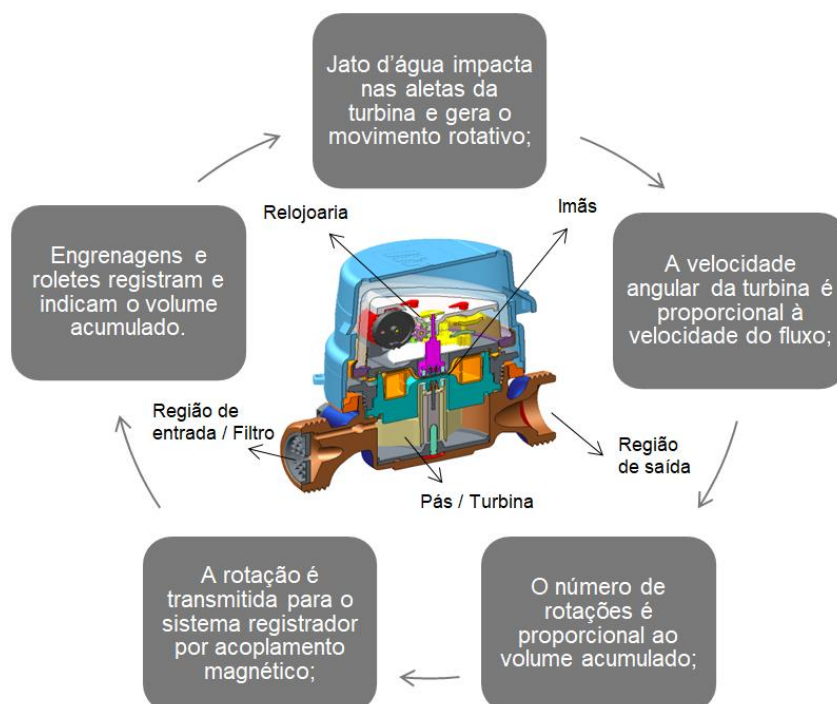 Jato d’água impacta
nas aletas da
turbina e gera o
movimento rotativo;
Relojoaria
Imãs
Engrenagens e
roletes registram e
indicam o volume
acumulado.
A velocidade
angular da turbina é
proporcional à
velocidade do fluxo;
Região de
entrada / Filtro
Região
de saída
Pás / Turbina
A rotação é
transmitida para o
sistema registrador
por acoplamento
magnético;
O número de
rotações é
proporcional ao
volume acumulado;